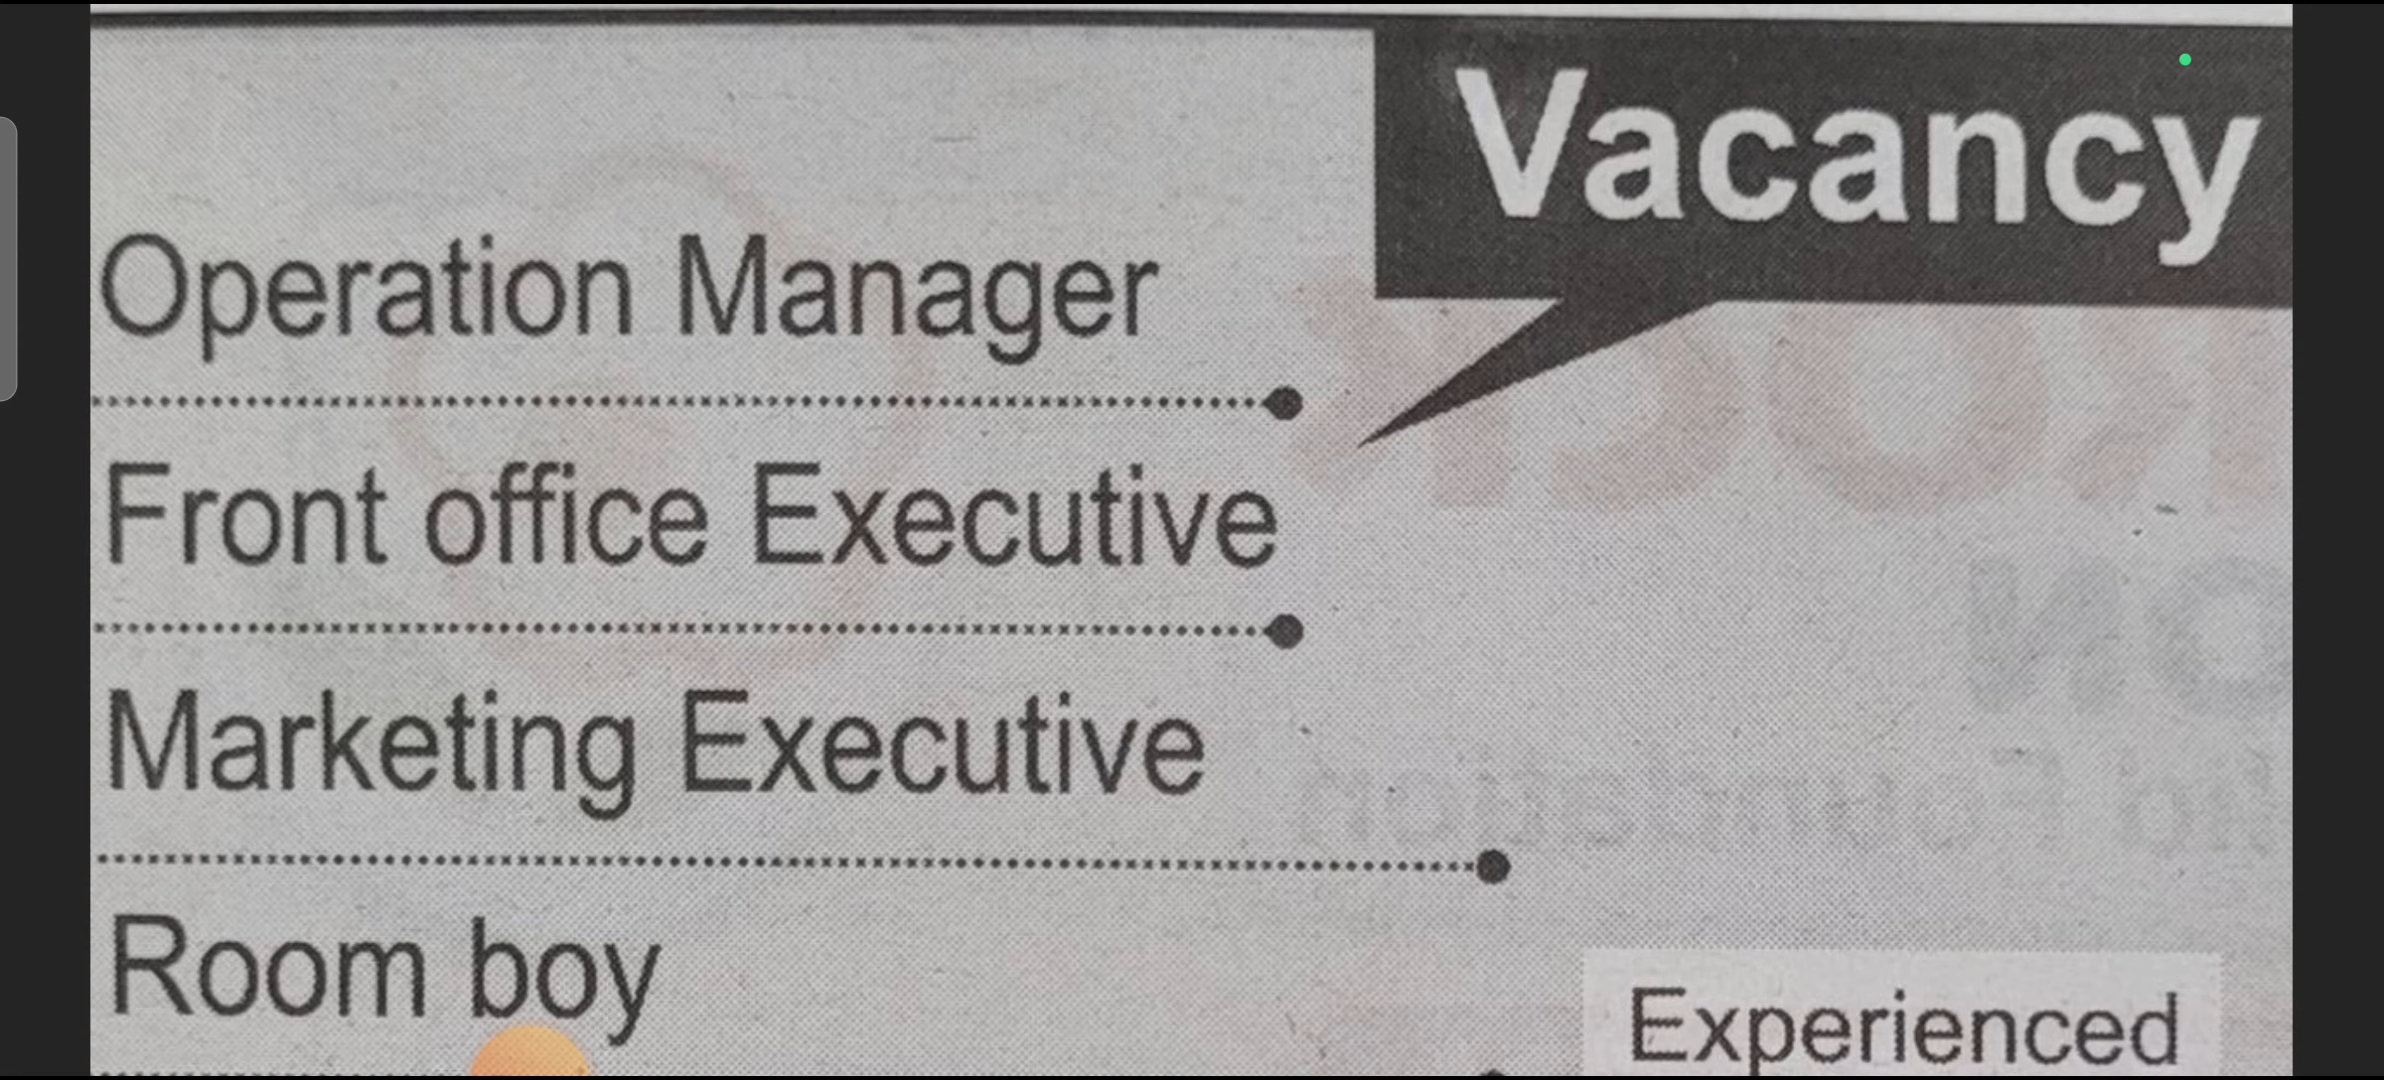 Vacancy
Operation Manager
Front office Executive
Marketing Executive
Room boy
Experienced